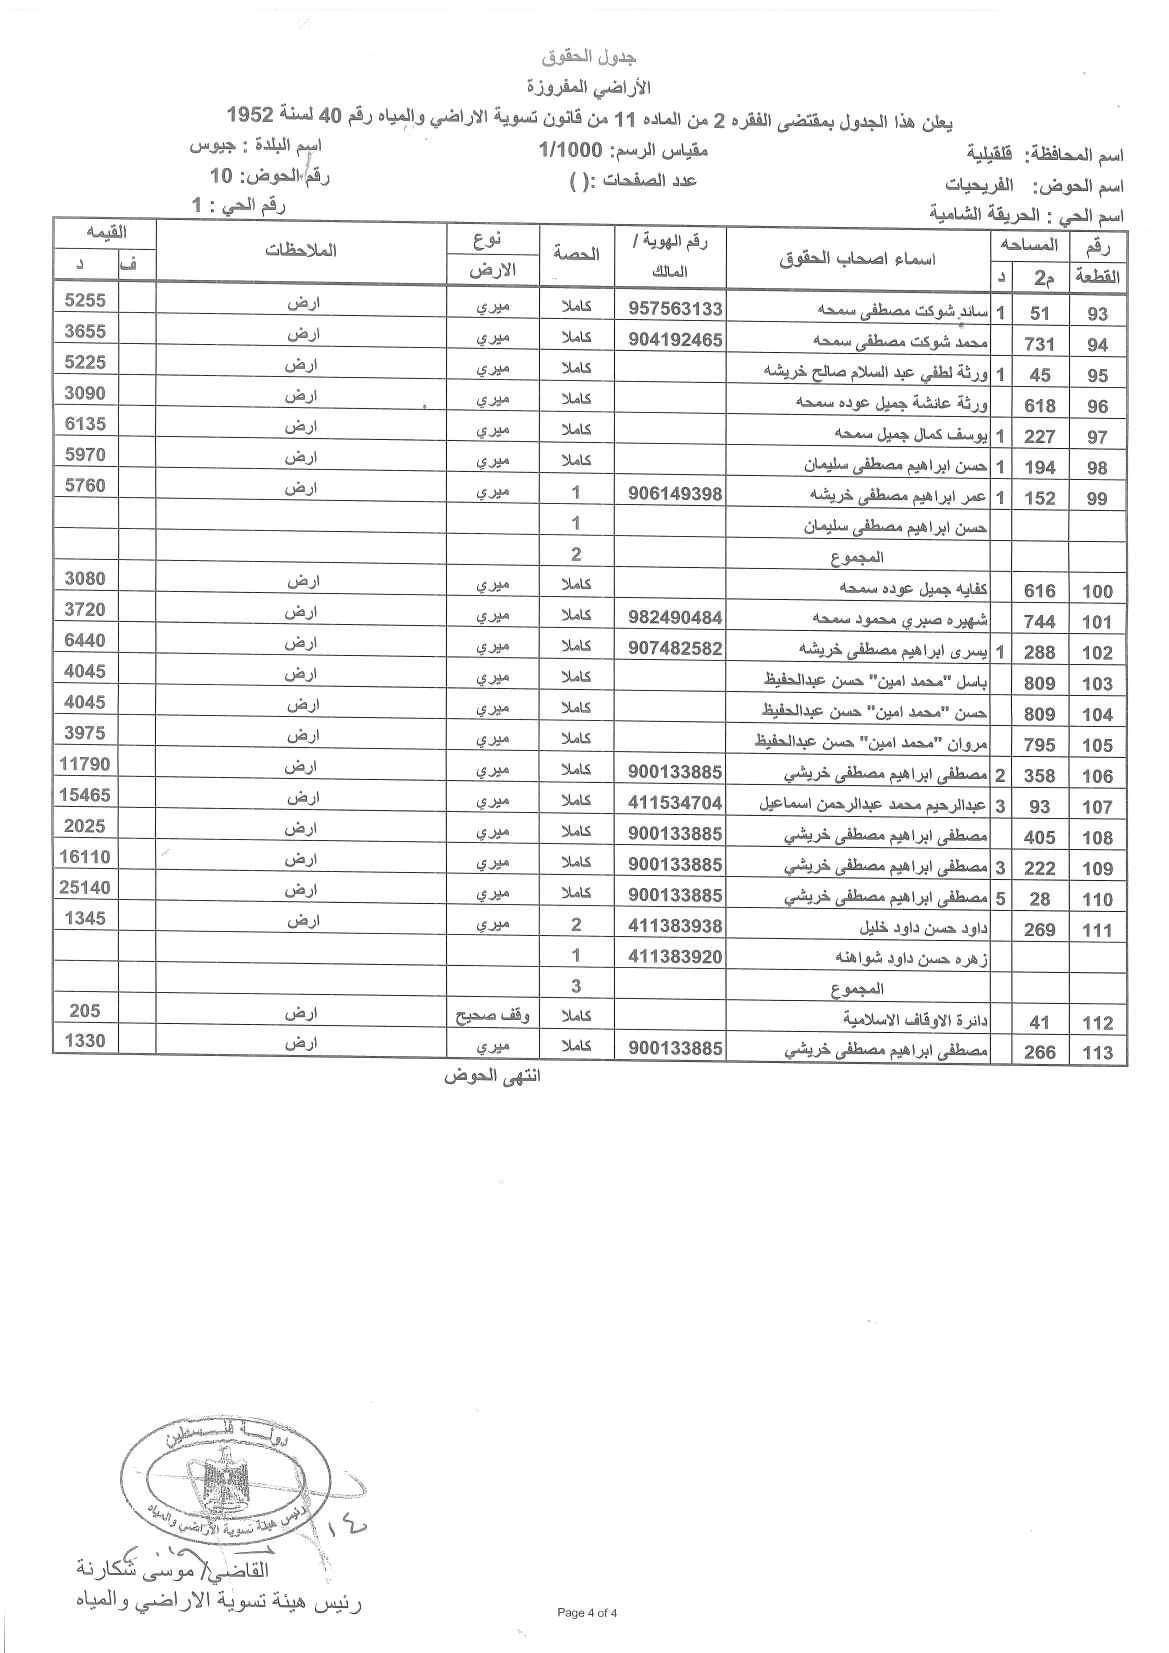 جدول الحقوق
الأراضي المفروزة
يعلن هذا الجدول بمقتضى الفقره 2 من الماده 11 من قانون تسوية الاراضي والمياه رقم 40 لسنة 1952
اسم المحافظة: قلقيلية مقياس الرسم: 1/1000 اسم البلدة : جيوس
اسم الحوض: الفريحيات عدد الصفحات :( ) رقم الحوض: 10
اسم الحي : الحريقة الشامية رقم الحي : 1
رقم القطعة المساحه م2 د اسماء اصحاب الحقوق رقم الهوية / المالك الحصة نوع الارض الملاحظات القيمه ف د
93 51 1 ساند شوكت مصطفى سمحه 957563133 كاملا ميري ارض 5255
94 731 محمد شوكت مصطفى سمحه 904192465 كاملا ميري ارض 3655
95 45 1 ورثة لطفي عبد السلام صالح خريشه كاملا ميري ارض 5225
96 618 ورثة عائشة جميل عوده سمحه كاملا ميري ارض 3090
97 227 1 يوسف كمال جميل سمحه كاملا ميري ارض 6135
98 194 1 حسن ابراهيم مصطفى سليمان كاملا ميري ارض 5970
99 152 1 عمر ابراهيم مصطفى خريشه 906149398 1 ميري ارض 5760
حسن ابراهيم مصطفى سليمان 1
المجموع 2
100 616 كفايه جميل عوده سمحه كاملا ميري ارض 3080
101 744 شهيره صبري محمود سمحه 982490484 كاملا ميري ارض 3720
102 288 1 يسرى ابراهيم مصطفى خريشه 907482582 كاملا ميري ارض 6440
103 809 باسل "محمد امين" حسن عبدالحفيظ كاملا ميري ارض 4045
104 809 حسن "محمد امين" حسن عبدالحفيظ كاملا ميري ارض 4045
105 795 مروان "محمد امين" حسن عبدالحفيظ كاملا ميري ارض 3975
106 358 2 مصطفى ابراهيم مصطفى خريشي 900133885 كاملا ميري ارض 11790
107 93 3 عبدالرحيم محمد عبدالرحمن اسماعيل 411534704 كاملا ميري ارض 15465
108 405 مصطفى ابراهيم مصطفى خريشي 900133885 كاملا ميري ارض 2025
109 222 3 مصطفى ابراهيم مصطفى خريشي 900133885 كاملا ميري ارض 16110
110 28 5 مصطفى ابراهيم مصطفى خريشي 900133885 كاملا ميري ارض 25140
111 269 داود حسن داود خليل 411383938 2 ميري ارض 1345
زهره حسن داود شواهنه 411383920 1
المجموع 3
112 41 دائرة الاوقاف الاسلامية كاملا وقف صحيح ارض 205
113 266 مصطفى ابراهيم مصطفى خريشي 900133885 كاملا ميري ارض 1330
انتهى الحوض
دولة فلسطين
رئيس هيئة تسوية الأراضي والمياه
١٤
القاضي/ موسى شكارنة
رئيس هيئة تسوية الاراضي والمياه
Page 4 of 4